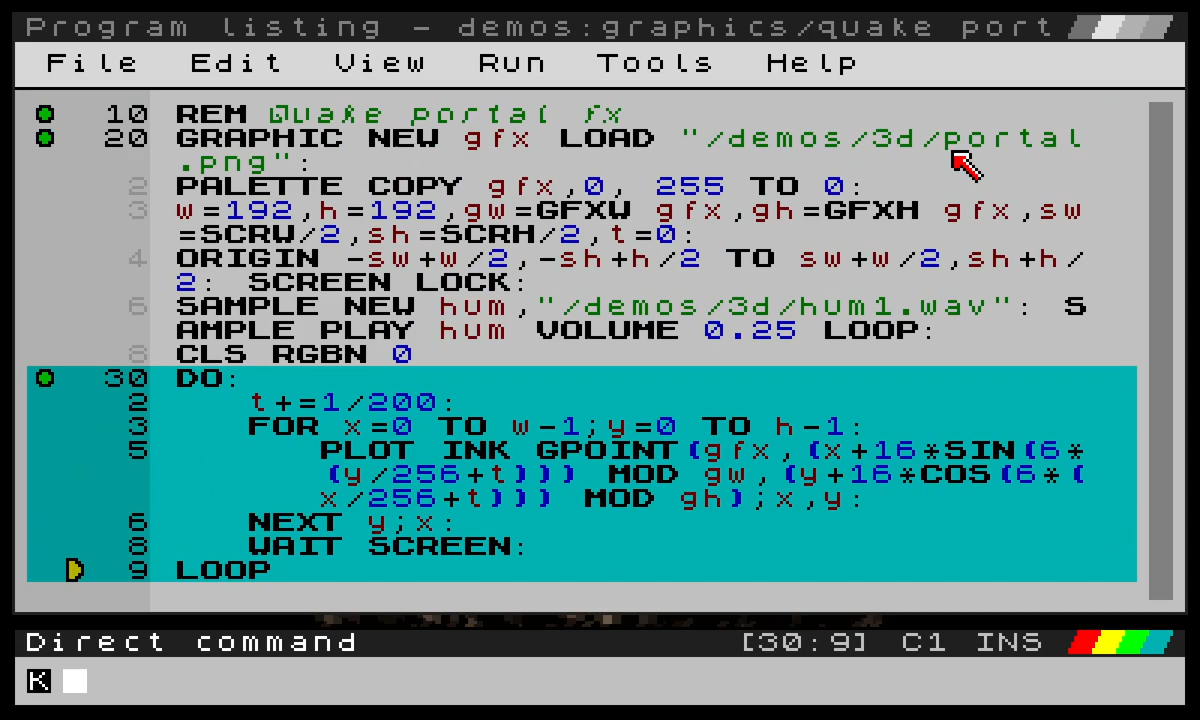 Program listing - demos:graphics/quake port
File Edit View Run Tools Help
10 REM Quake portal fx
20 GRAPHIC NEW gfx LOAD "/demos/3d/portal
.png":
2 PALETTE COPY gfx,0, 255 TO 0:
3 w=192,h=192,gw=GFXW gfx,gh=GFXH gfx,sw
=SCRW/2,sh=SCRH/2,t=0:
4 ORIGIN -sw+w/2,-sh+h/2 TO sw+w/2,sh+h/
2: SCREEN LOCK:
6 SAMPLE NEW hum,"/demos/3d/hum1.wav": S
AMPLE PLAY hum VOLUME 0.25 LOOP:
8 CLS RGBN 0
30 DO:
2 t+=1/200:
3 FOR x=0 TO w-1;y=0 TO h-1:
5 PLOT INK GPOINT(gfx,(x+16*SIN(6*
(y/256+t))) MOD gw,(y+16*COS(6*(
x/256+t))) MOD gh);x,y:
6 NEXT y;x:
8 WAIT SCREEN:
9 LOOP
Direct command [30:9] C1 INS
K